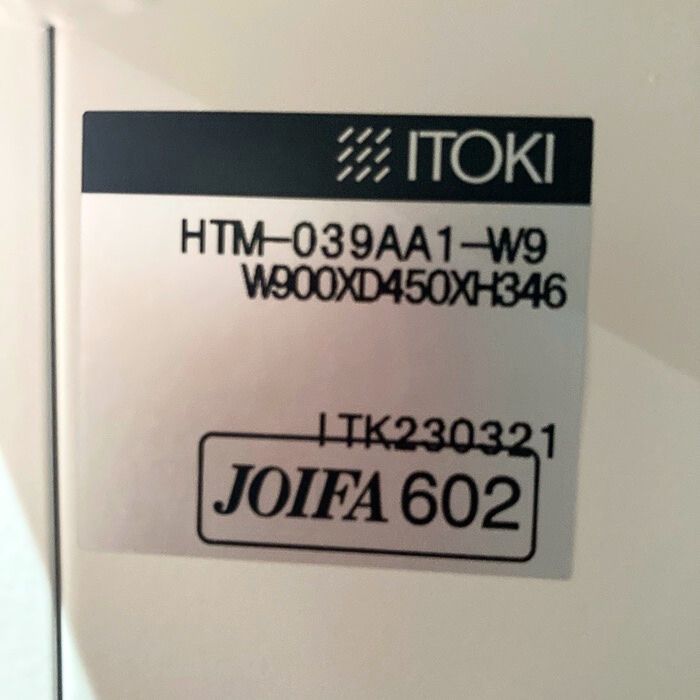 ITOKI
HTM-039AA1-W9
W900XD450XH346
ITK230321
JOIFA 602